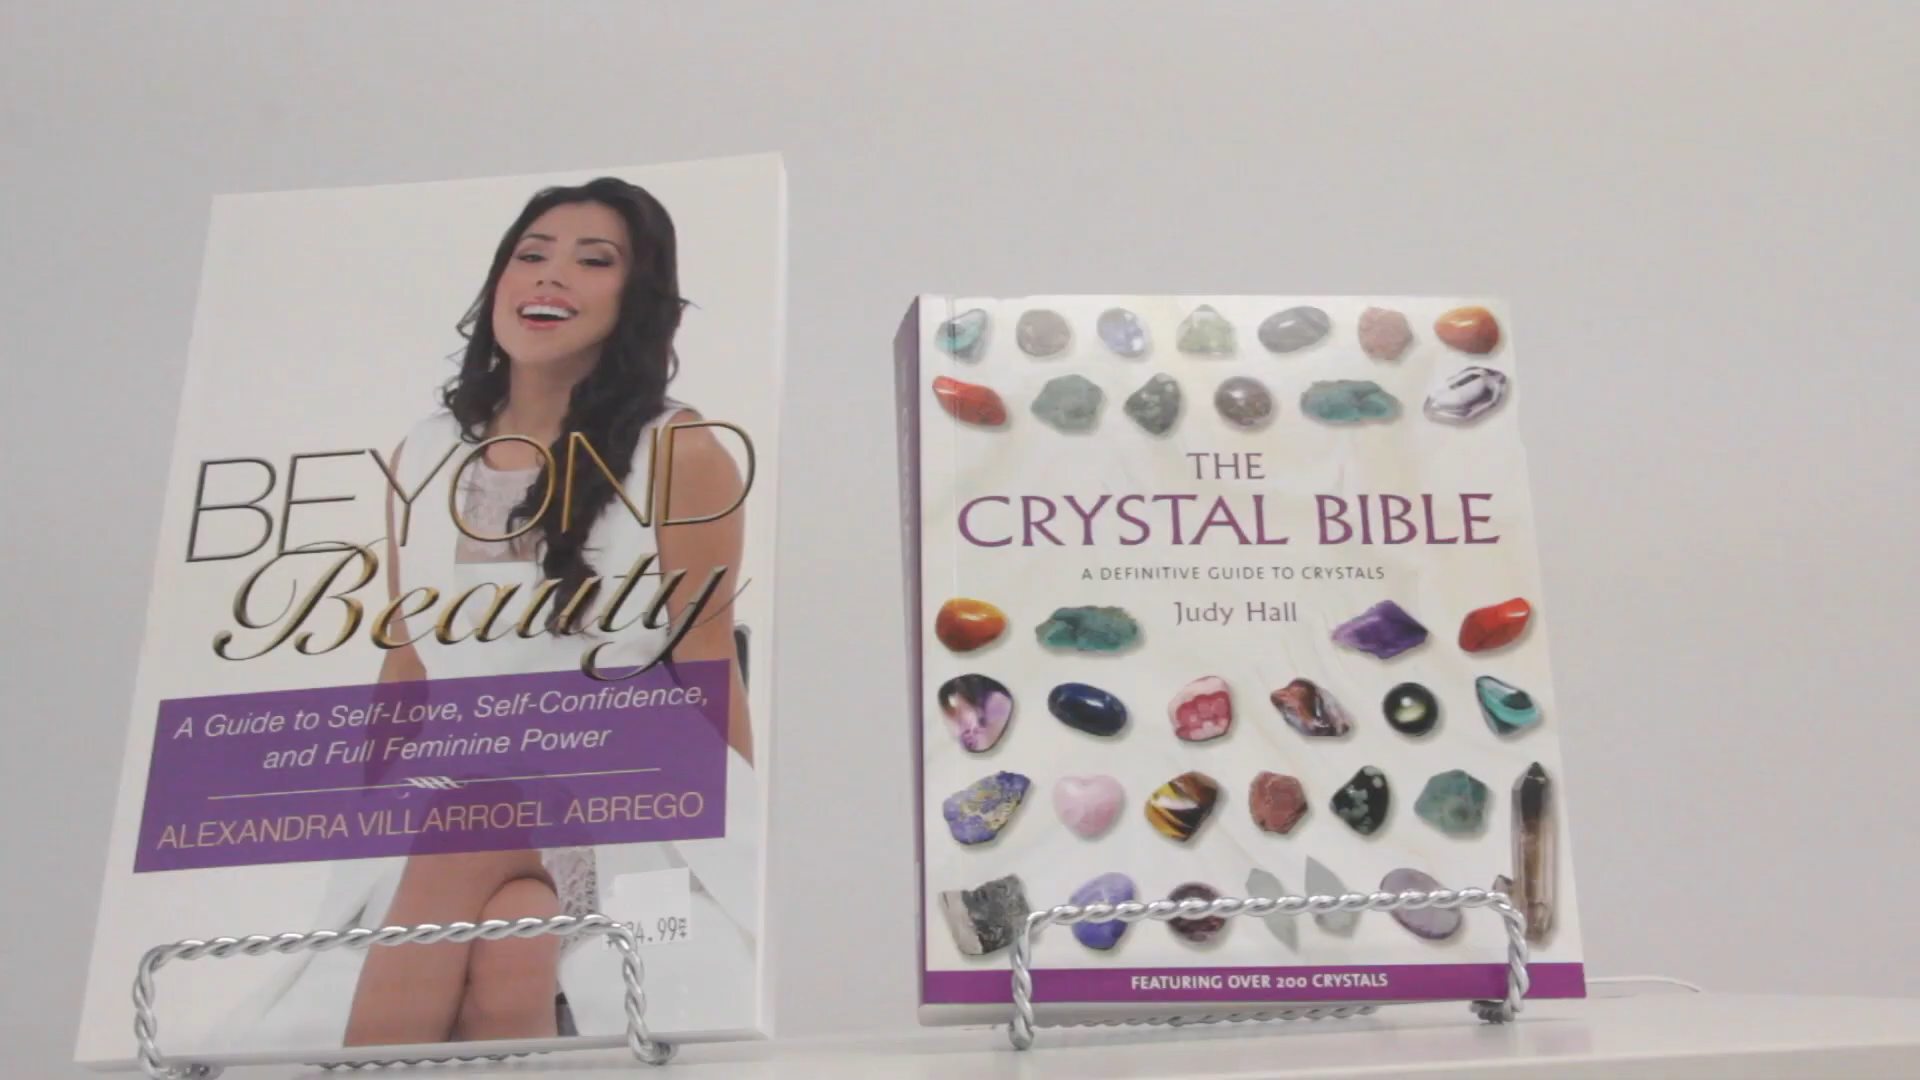 BEYOND
Beauty
A Guide to Self-Love, Self-Confidence,
and Full Feminine Power
ALEXANDRA VILLARROEL ABREGO
THE
CRYSTAL BIBLE
A DEFINITIVE GUIDE TO CRYSTALS
Judy Hall
FEATURING OVER 200 CRYSTALS